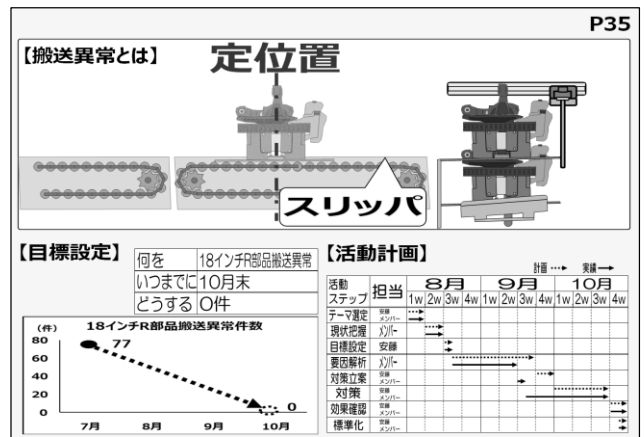 P35
【搬送異常とは】
定位置
スリッパ
【目標設定】
何を 18インチR部品搬送異常
いつまでに 10月末
どうする 0件
(件) 18インチR部品搬送異常件数
80
77
60
40
20
0
0
7月 8月 9月 10月
【活動計画】
計画 実績
活動ステップ 担当 8月 9月 10月
1w 2w 3w 4w 1w 2w 3w 4w 1w 2w 3w 4w
テーマ選定 安藤 メンバー
現状把握 メンバー
目標設定 安藤
要因解析 メンバー
対策立案 安藤 メンバー
対策 安藤 メンバー
効果確認 安藤 メンバー
標準化 安藤 メンバー